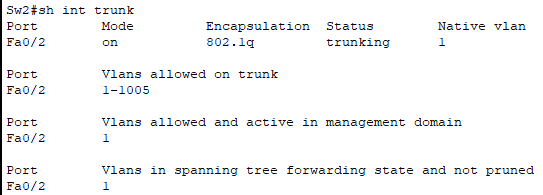 Sw2#sh int trunk
Port        Mode         Encapsulation  Status        Native vlan
Fa0/2       on           802.1q         trunking      1

Port        Vlans allowed on trunk
Fa0/2       1-1005

Port        Vlans allowed and active in management domain
Fa0/2       1

Port        Vlans in spanning tree forwarding state and not pruned
Fa0/2       1